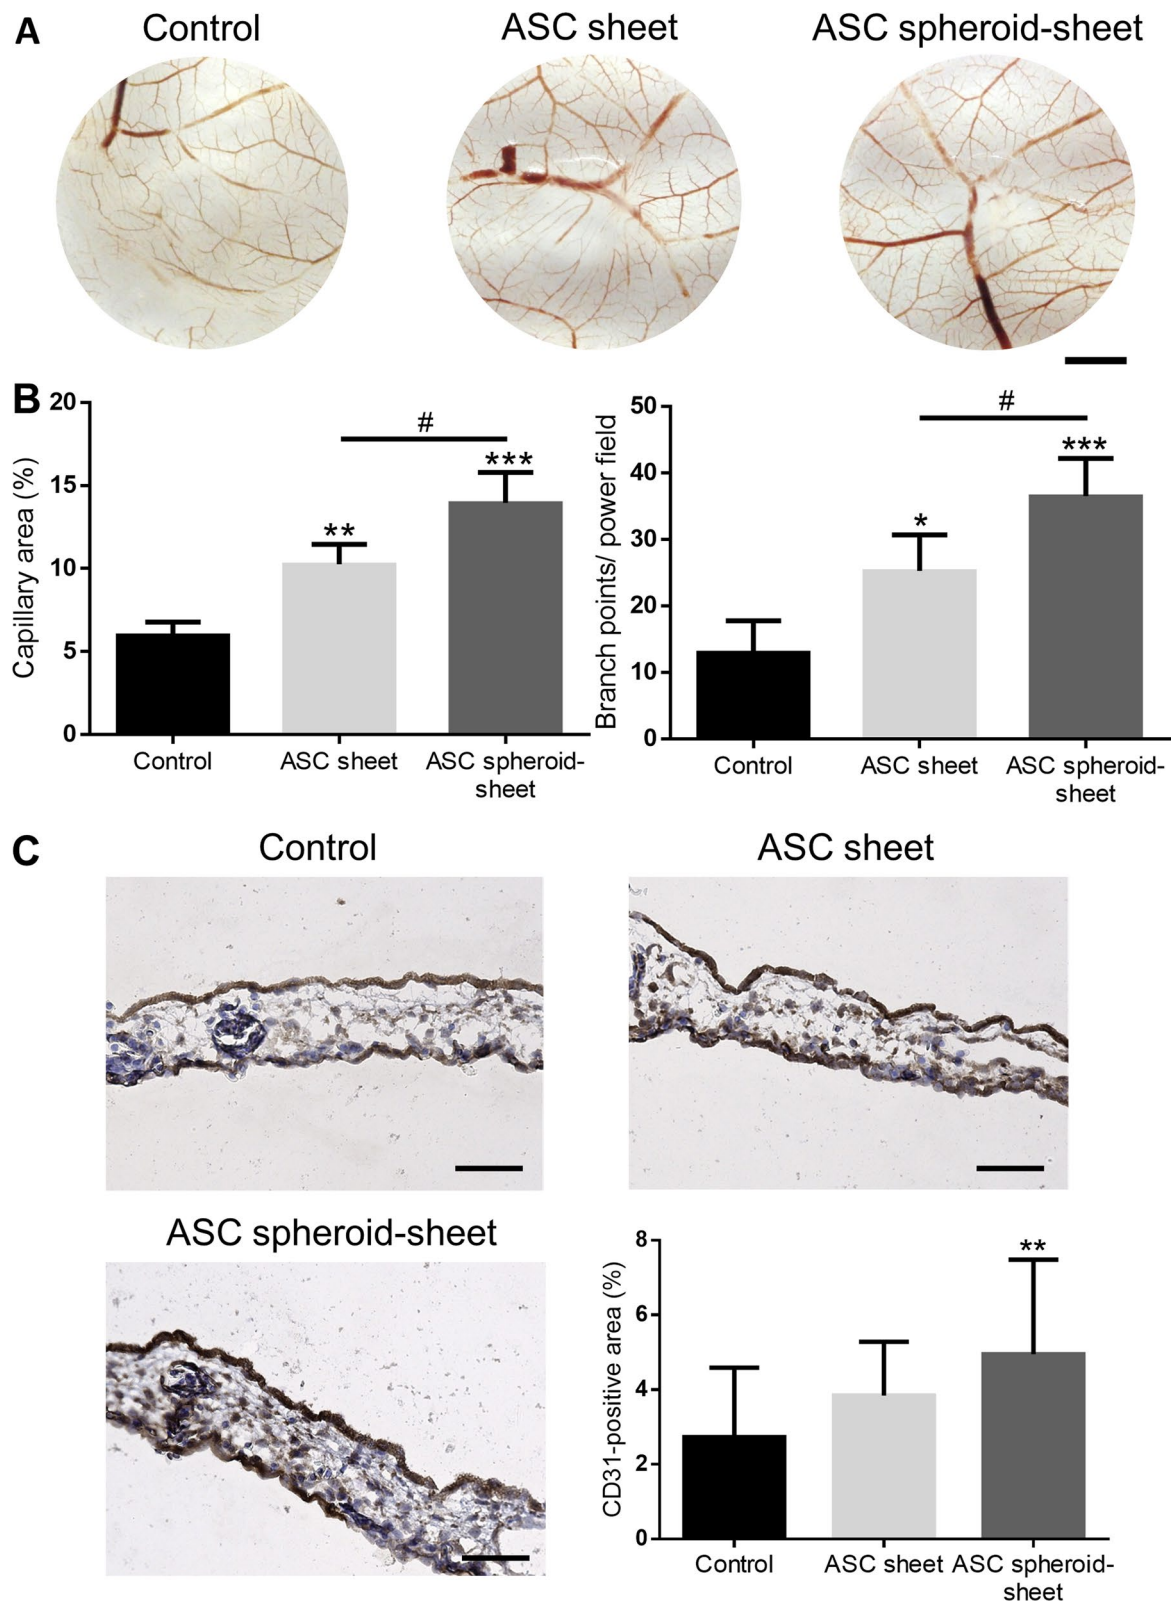 A
Control
ASC sheet
ASC spheroid-sheet
B
Capillary area (%)
20
15
10
5
0
#
**
***
Control
ASC sheet
ASC spheroid-
sheet
Branch points/ power field
50
40
30
20
10
0
#
*
***
Control
ASC sheet
ASC spheroid-
sheet
C
Control
ASC sheet
ASC spheroid-sheet
CD31-positive area (%)
8
6
4
2
0
**
Control
ASC sheet
ASC spheroid-
sheet